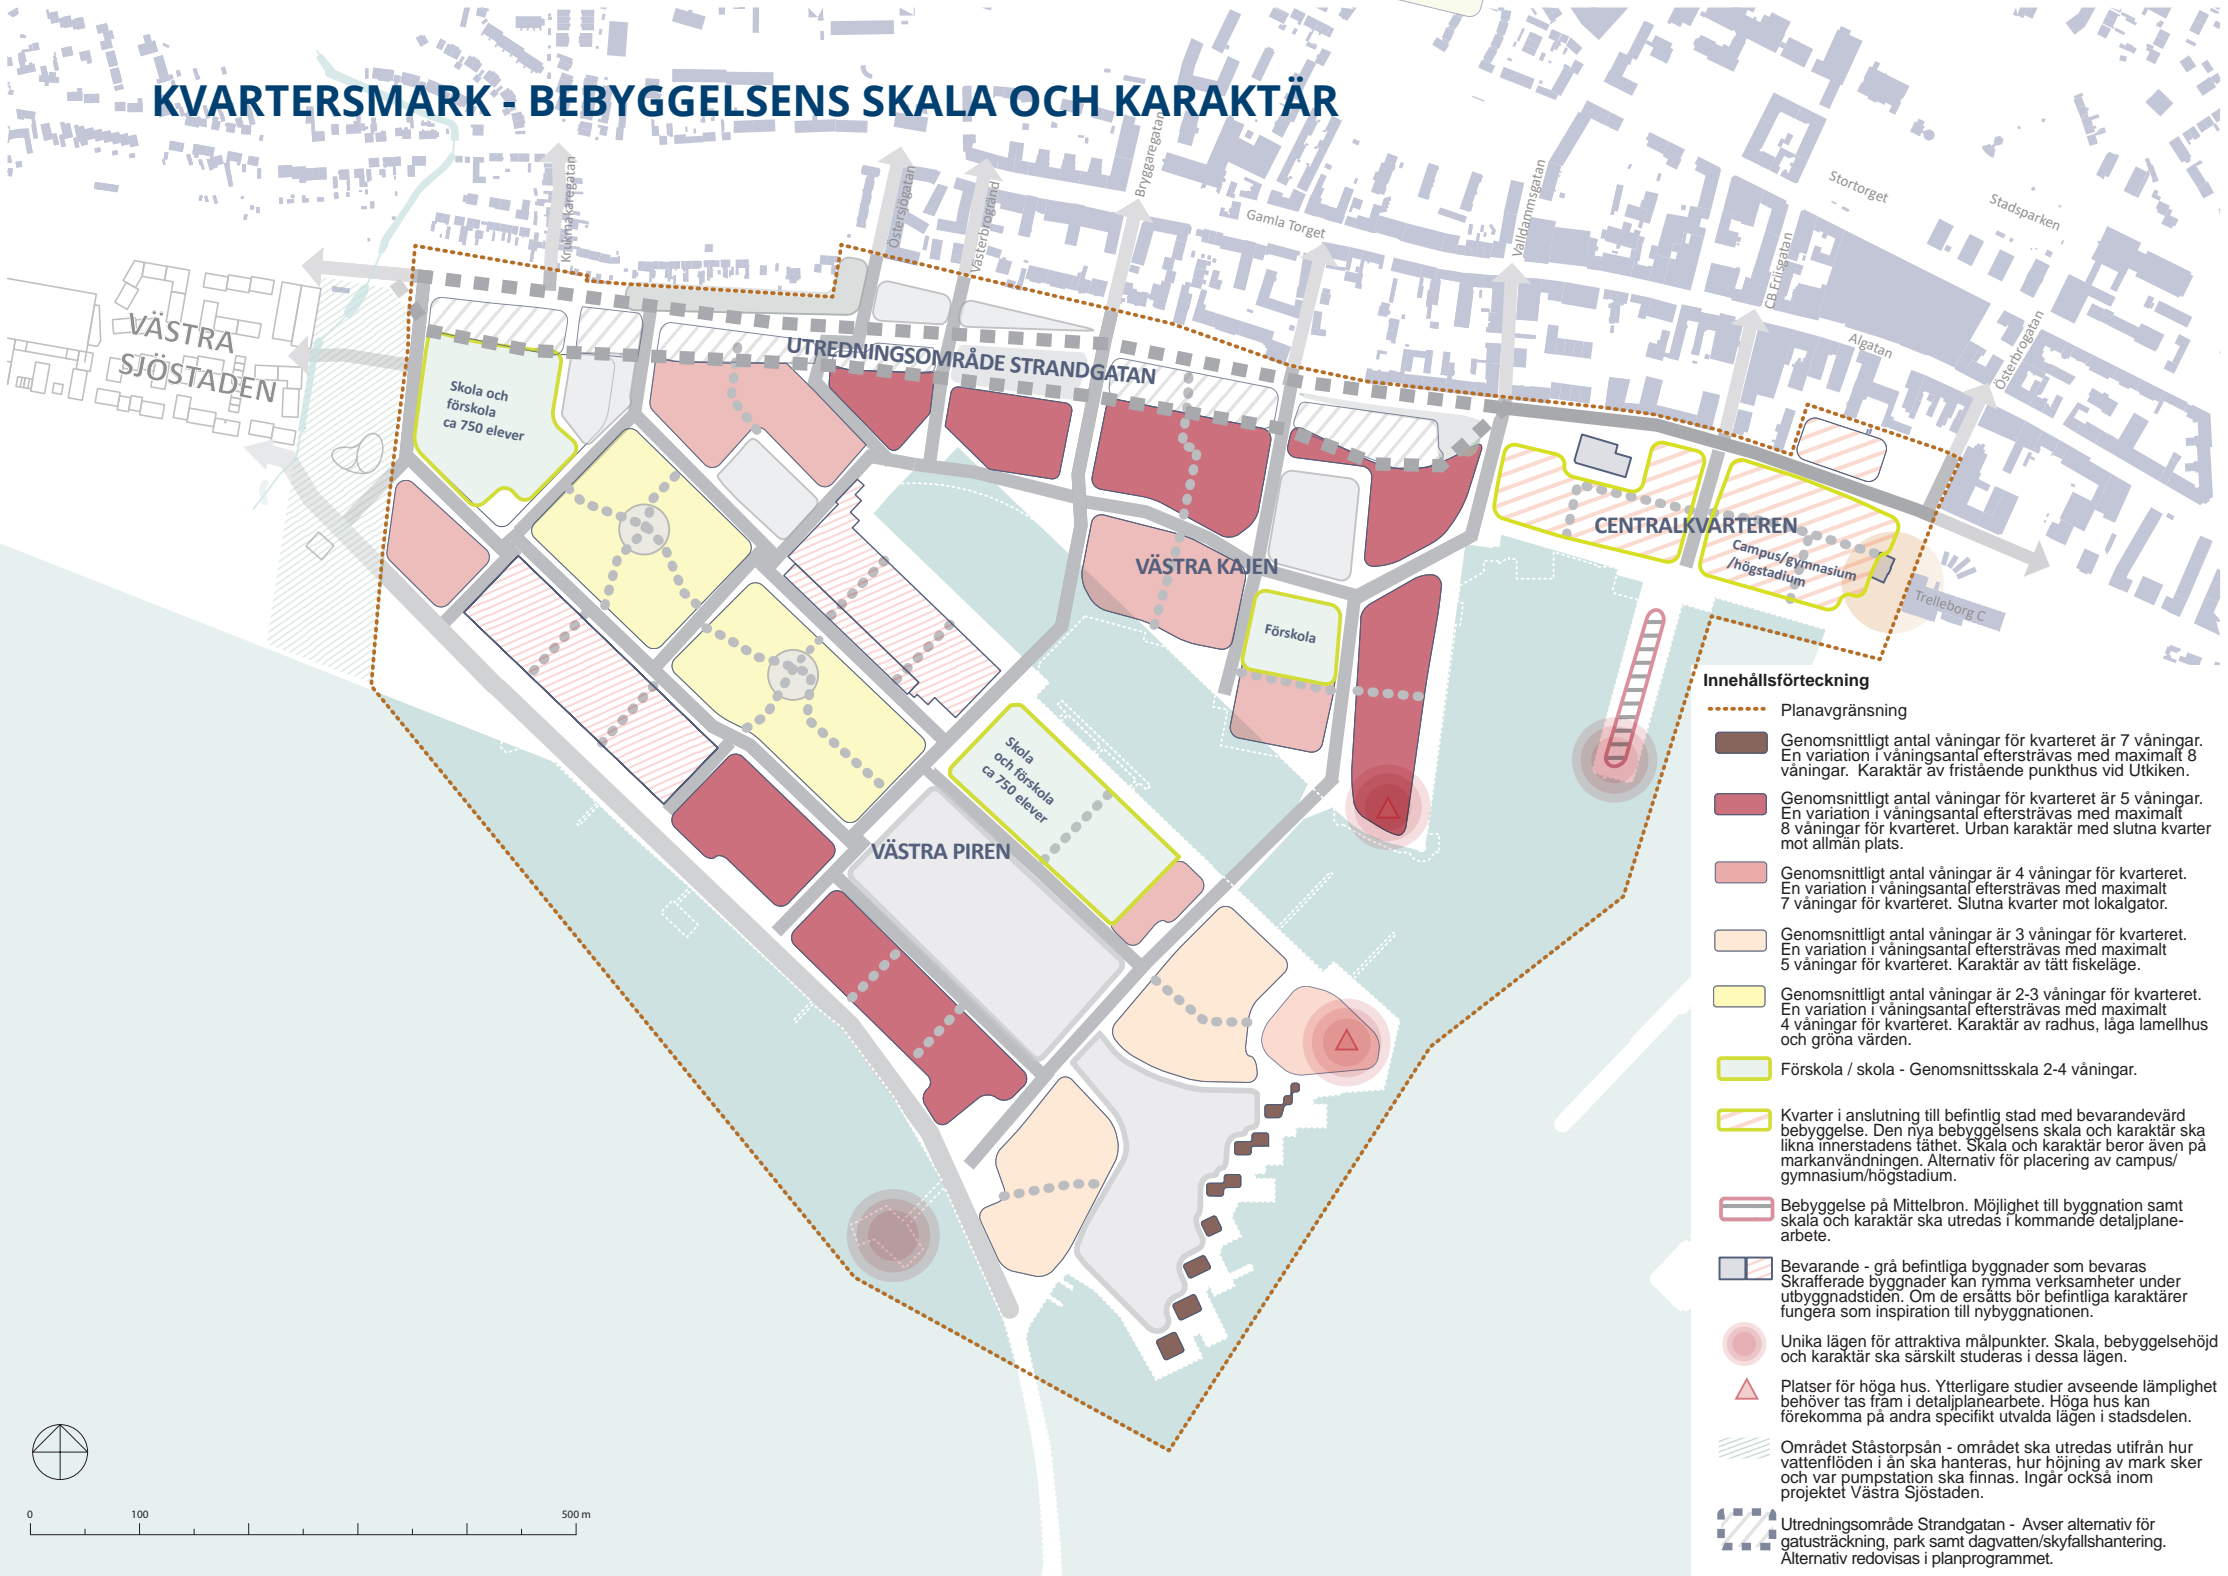 KVARTERSMARK - BEBYGGELSENS SKALA OCH KARAKTÄR
Krukmakaregatan
Östersjögatan
Västerbrogränd
Bryggaregatan
Gamla Torget
Valldammsgatan
Stortorget
Stadsparken
CB Friisgatan
Algatan
Österbrogatan
VÄSTRA
SJÖSTADEN
UTREDNINGSOMRÅDE STRANDGATAN
Skola och
förskola
ca 750 elever
CENTRALKVARTEREN
Campus/gymnasium
/högstadium
Trelleborg C
VÄSTRA KAJEN
Förskola
Skola
och förskola
ca 750 elever
VÄSTRA PIREN
0
100
500 m
Innehållsförteckning
Planavgränsning
Genomsnittligt antal våningar för kvarteret är 7 våningar.
En variation i våningsantal eftersträvas med maximalt 8
våningar. Karaktär av fristående punkthus vid Utkiken.
Genomsnittligt antal våningar för kvarteret är 5 våningar.
En variation i våningsantal eftersträvas med maximalt
8 våningar för kvarteret. Urban karaktär med slutna kvarter
mot allmän plats.
Genomsnittligt antal våningar är 4 våningar för kvarteret.
En variation i våningsantal eftersträvas med maximalt
7 våningar för kvarteret. Slutna kvarter mot lokalgator.
Genomsnittligt antal våningar är 3 våningar för kvarteret.
En variation i våningsantal eftersträvas med maximalt
5 våningar för kvarteret. Karaktär av tätt fiskeläge.
Genomsnittligt antal våningar är 2-3 våningar för kvarteret.
En variation i våningsantal eftersträvas med maximalt
4 våningar för kvarteret. Karaktär av radhus, låga lamellhus
och gröna värden.
Förskola / skola - Genomsnittsskala 2-4 våningar.
Kvarter i anslutning till befintlig stad med bevarandevärd
bebyggelse. Den nya bebyggelsens skala och karaktär ska
likna innerstadens täthet. Skala och karaktär beror även på
markanvändningen. Alternativ för placering av campus/
gymnasium/högstadium.
Bebyggelse på Mittelbron. Möjlighet till byggnation samt
skala och karaktär ska utredas i kommande detaljplane-
arbete.
Bevarande - grå befintliga byggnader som bevaras
Skrafferade byggnader kan rymma verksamheter under
utbyggnadstiden. Om de ersätts bör befintliga karaktärer
fungera som inspiration till nybyggnationen.
Unika lägen för attraktiva målpunkter. Skala, bebyggelsehöjd
och karaktär ska särskilt studeras i dessa lägen.
Platser för höga hus. Ytterligare studier avseende lämplighet
behöver tas fram i detaljplanearbete. Höga hus kan
förekomma på andra specifikt utvalda lägen i stadsdelen.
Området Ståstorpsån - området ska utredas utifrån hur
vattenflöden i ån ska hanteras, hur höjning av mark sker
och var pumpstation ska finnas. Ingår också inom
projektet Västra Sjöstaden.
Utredningsområde Strandgatan - Avser alternativ för
gatusträckning, park samt dagvatten/skyfallshantering.
Alternativ redovisas i planprogrammet.